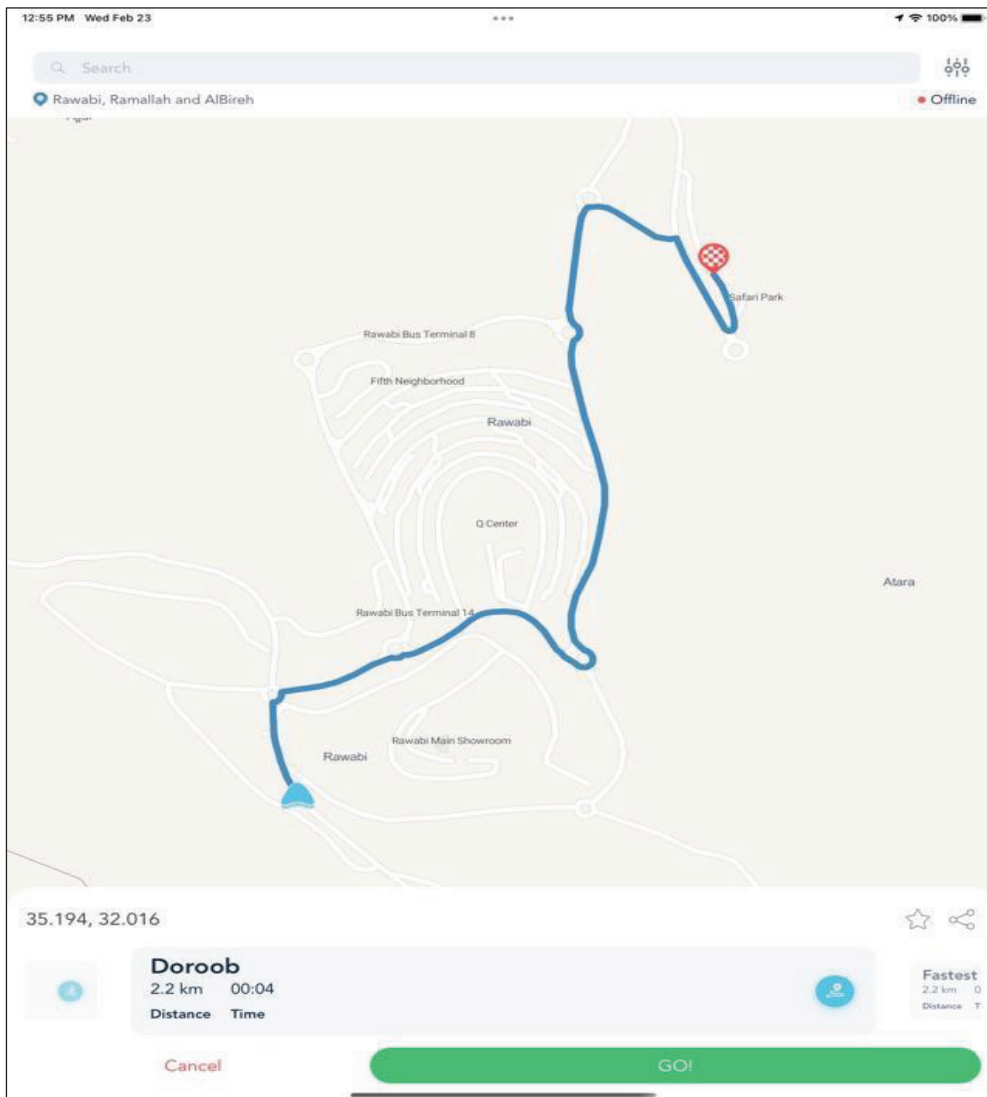 12:55 PM Wed Feb 23
100%
Search
Rawabi, Ramallah and AlBireh
Offline
Safari Park
Rawabi Bus Terminal 8
Fifth Neighborhood
Rawabi
Q Center
Atara
Rawabi Bus Terminal 14
Rawabi Main Showroom
Rawabi
35.194, 32.016
Doroob
2.2 km 00:04
Distance Time
Fastest
2.2 km 0
Distance T
Cancel
GO!